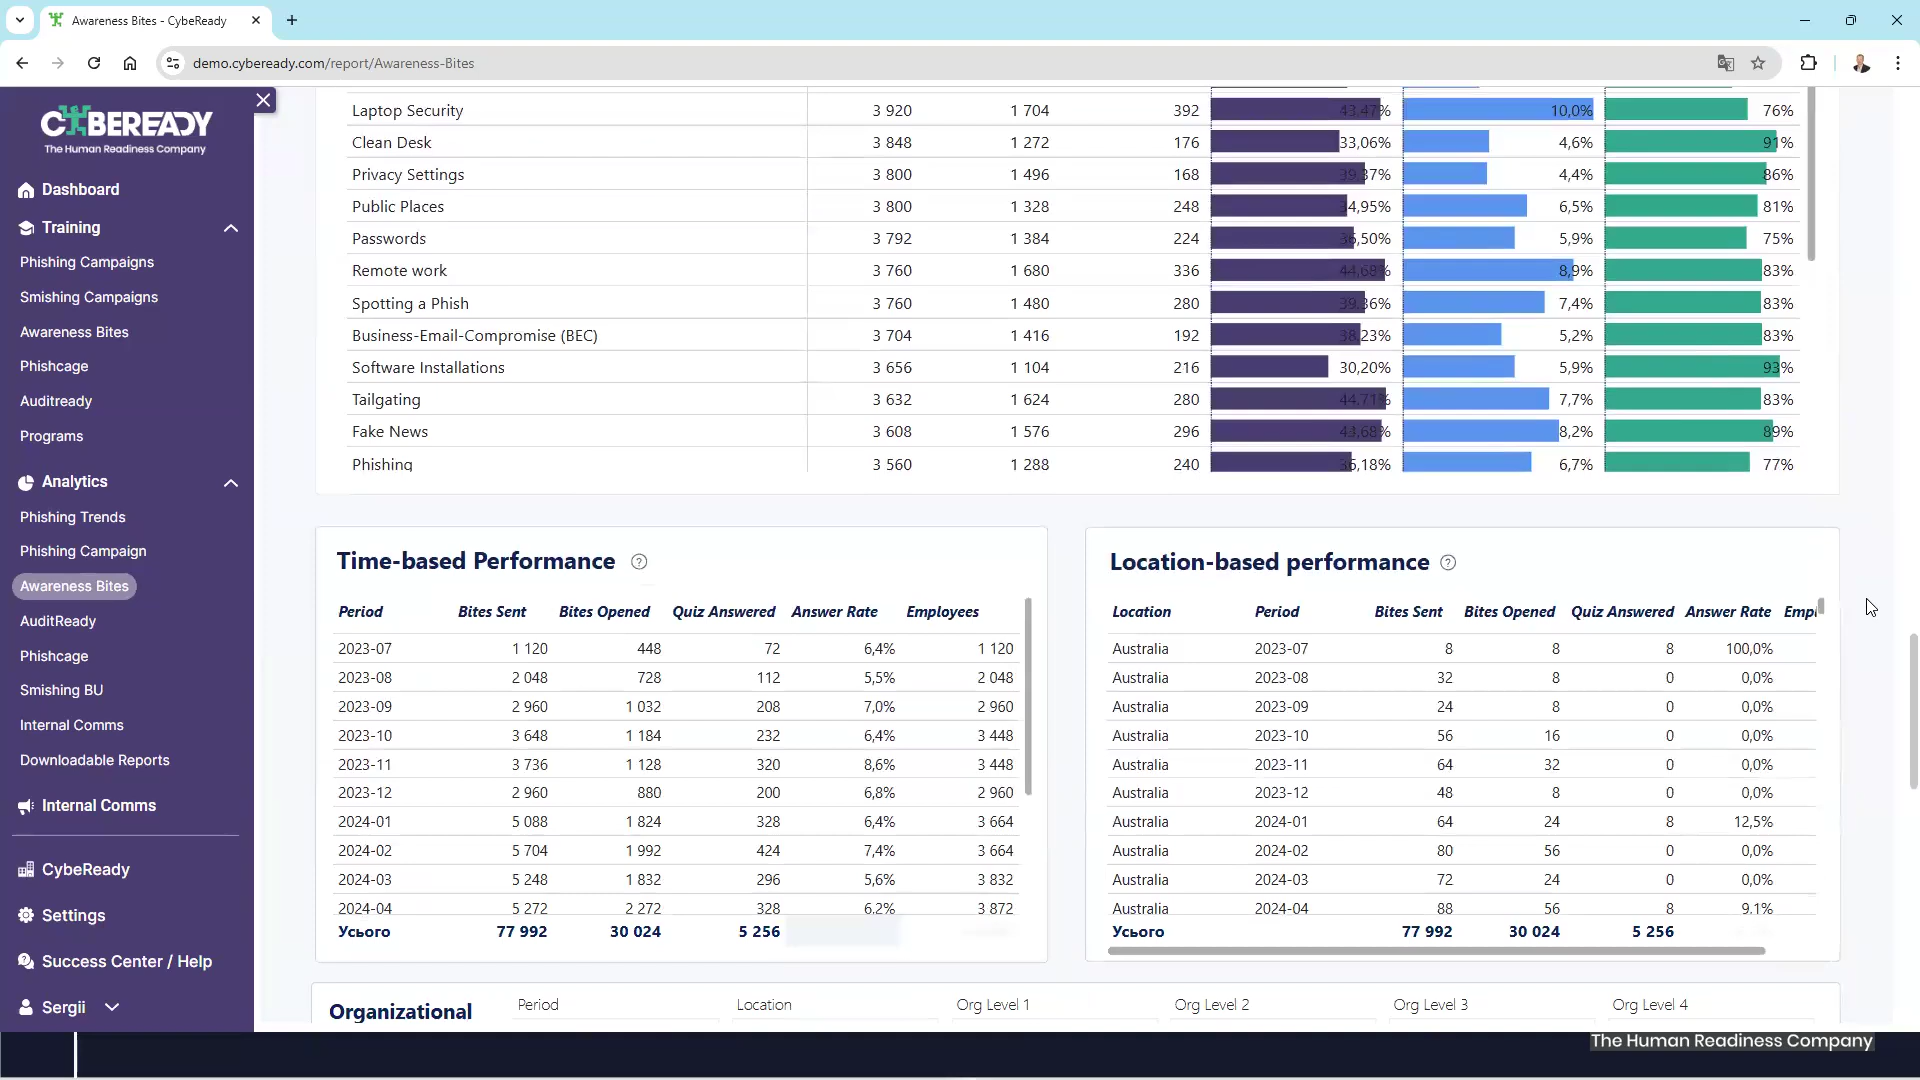 Awareness Bites - CybeReady
demo.cybeready.com/report/Awareness-Bites
CYBEREADY
The Human Readiness Company
Dashboard
Training
Phishing Campaigns
Smishing Campaigns
Awareness Bites
Phishcage
Auditready
Programs
Analytics
Phishing Trends
Phishing Campaign
Awareness Bites
AuditReady
Phishcage
Smishing BU
Internal Comms
Downloadable Reports
Internal Comms
CybeReady
Settings
Success Center / Help
Sergii
Laptop Security 3 920 1 704 392 43,47% 10,0% 76%
Clean Desk 3 848 1 272 176 33,06% 4,6% 91%
Privacy Settings 3 800 1 496 168 39,37% 4,4% 86%
Public Places 3 800 1 328 248 34,95% 6,5% 81%
Passwords 3 792 1 384 224 36,50% 5,9% 75%
Remote work 3 760 1 680 336 44,68% 8,9% 83%
Spotting a Phish 3 760 1 480 280 39,36% 7,4% 83%
Business-Email-Compromise (BEC) 3 704 1 416 192 38,23% 5,2% 83%
Software Installations 3 656 1 104 216 30,20% 5,9% 93%
Tailgating 3 632 1 624 280 44,71% 7,7% 83%
Fake News 3 608 1 576 296 43,68% 8,2% 89%
Phishing 3 560 1 288 240 36,18% 6,7% 77%
Time-based Performance ?
Period Bites Sent Bites Opened Quiz Answered Answer Rate Employees
2023-07 1 120 448 72 6,4% 1 120
2023-08 2 048 728 112 5,5% 2 048
2023-09 2 960 1 032 208 7,0% 2 960
2023-10 3 648 1 184 232 6,4% 3 448
2023-11 3 736 1 128 320 8,6% 3 448
2023-12 2 960 880 200 6,8% 2 960
2024-01 5 088 1 824 328 6,4% 3 664
2024-02 5 704 1 992 424 7,4% 3 664
2024-03 5 248 1 832 296 5,6% 3 832
2024-04 5 272 2 272 328 6,2% 3 872
Усього 77 992 30 024 5 256
Location-based performance ?
Location Period Bites Sent Bites Opened Quiz Answered Answer Rate Empl
Australia 2023-07 8 8 8 100,0%
Australia 2023-08 32 8 0 0,0%
Australia 2023-09 24 8 0 0,0%
Australia 2023-10 56 16 0 0,0%
Australia 2023-11 64 32 0 0,0%
Australia 2023-12 48 8 0 0,0%
Australia 2024-01 64 24 8 12,5%
Australia 2024-02 80 56 0 0,0%
Australia 2024-03 72 24 0 0,0%
Australia 2024-04 88 56 8 9,1%
Усього 77 992 30 024 5 256
Organizational Period Location Org Level 1 Org Level 2 Org Level 3 Org Level 4
The Human Readiness Company